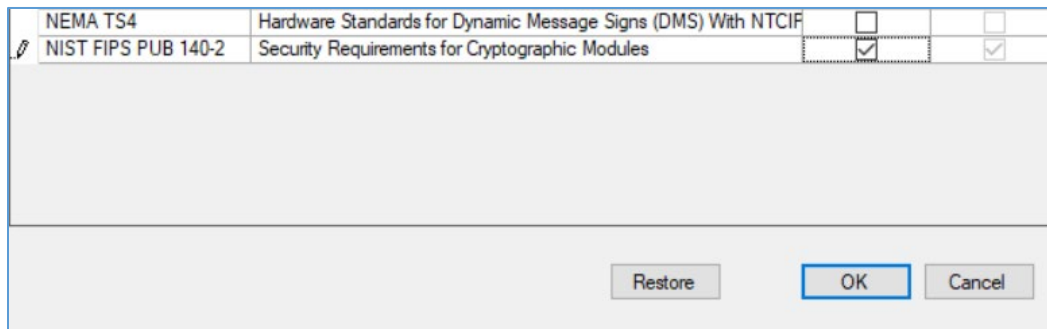 NEMA TS4 Hardware Standards for Dynamic Message Signs (DMS) With NTCIP
NIST FIPS PUB 140-2 Security Requirements for Cryptographic Modules
Restore OK Cancel